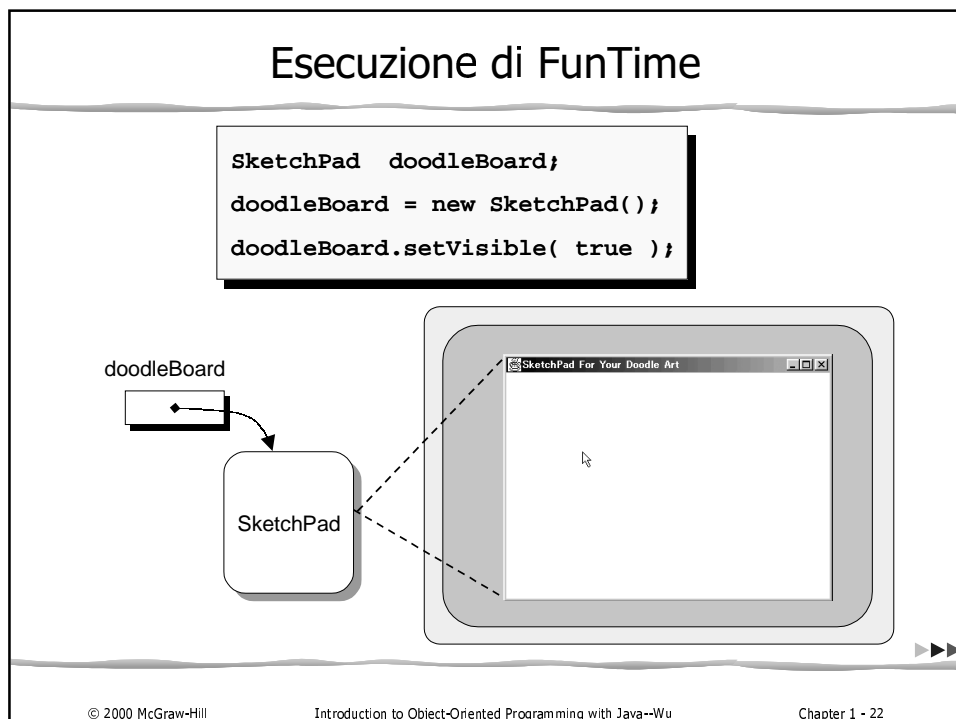 Esecuzione di FunTime
SketchPad doodleBoard;
doodleBoard = new SketchPad();
doodleBoard.setVisible( true );
doodleBoard
SketchPad
SketchPad For Your Doodle Art
© 2000 McGraw-Hill
Introduction to Object-Oriented Programming with Java--Wu
Chapter 1 - 22